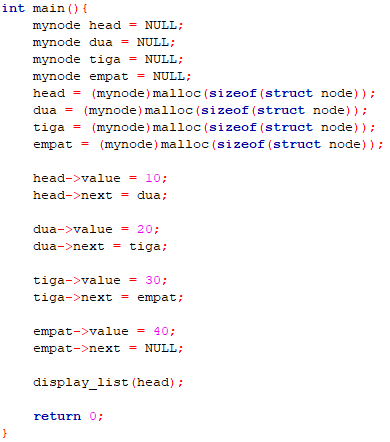 int main(){
mynode head = NULL;
mynode dua = NULL;
mynode tiga = NULL;
mynode empat = NULL;
head = (mynode)malloc(sizeof(struct node));
dua = (mynode)malloc(sizeof(struct node));
tiga = (mynode)malloc(sizeof(struct node));
empat = (mynode)malloc(sizeof(struct node));
head->value = 10;
head->next = dua;
dua->value = 20;
dua->next = tiga;
tiga->value = 30;
tiga->next = empat;
empat->value = 40;
empat->next = NULL;
display_list(head);
return 0;
}